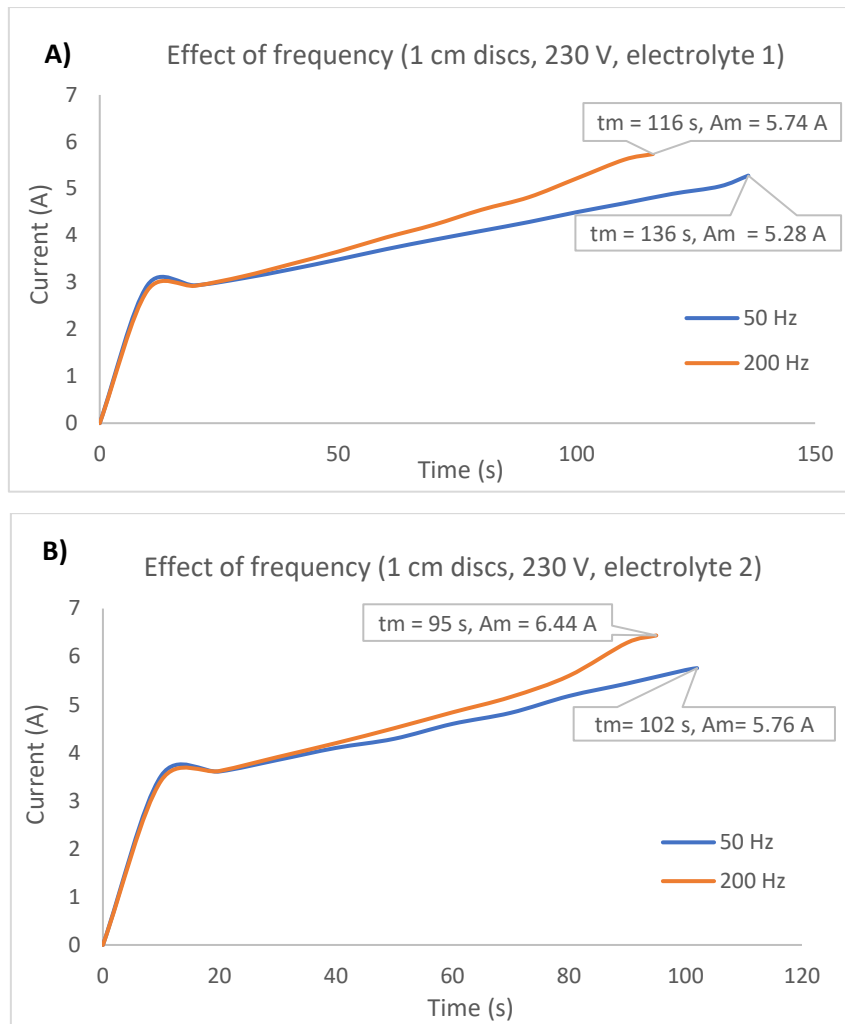 A)
Effect of frequency (1 cm discs, 230 V, electrolyte 1)
7
6
5
4
3
2
1
0
Current (A)
tm = 116 s, Am = 5.74 A
tm = 136 s, Am  = 5.28 A
50 Hz
200 Hz
0 50 100 150
Time (s)
B)
Effect of frequency (1 cm discs, 230 V, electrolyte 2)
7
6
5
4
3
2
1
0
Current (A)
tm = 95 s, Am = 6.44 A
tm= 102 s, Am= 5.76 A
50 Hz
200 Hz
0 20 40 60 80 100 120
Time (s)